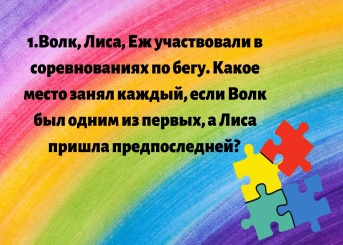 1.Волк, Лиса, Еж участвовали в
соревнованиях по бегу. Какое
место занял каждый, если Волк
был одним из первых, а Лиса
пришла предпоследней?